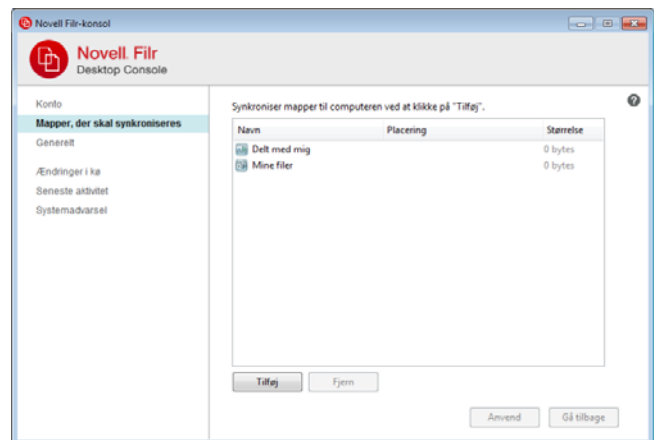 Novell Filr-konsol
Novell. Filr
Desktop Console
Konto
Mapper, der skal synkroniseres
Generelt
Ændringer i kø
Seneste aktivitet
Systemadvarsel
Synkroniser mapper til computeren ved at klikke på "Tilføj".
?
Navn Placering Størrelse
Delt med mig 0 bytes
Mine filer 0 bytes
Tilføj Fjern
Anvend Gå tilbage